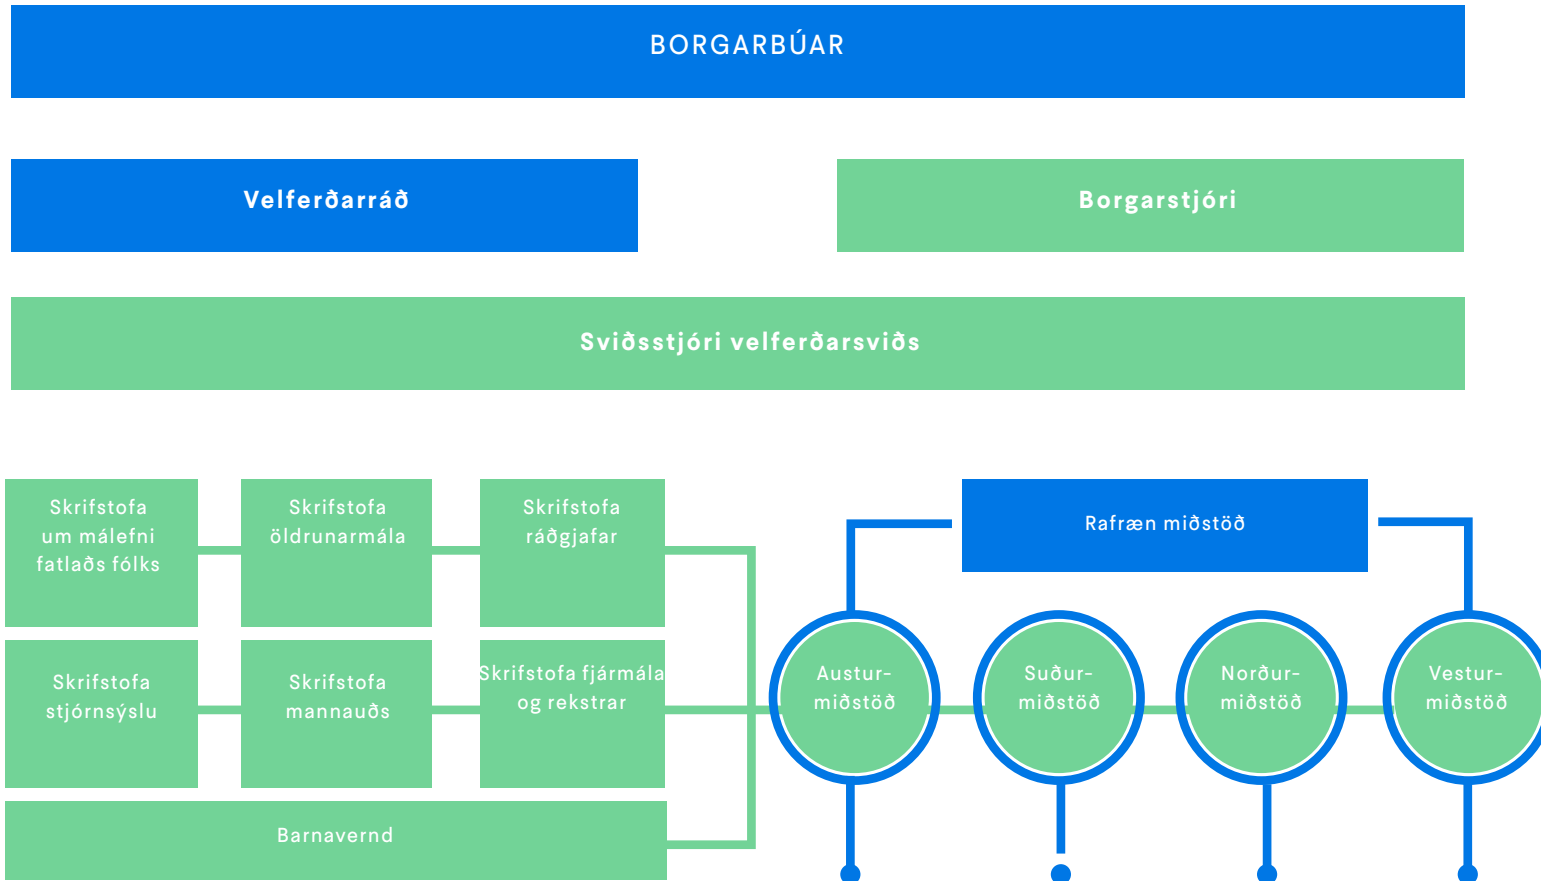 BORGARBÚAR
Velferðarráð
Borgarstjóri
Sviðsstjóri velferðarsviðs
Skrifstofa
um málefni
fatlaðs fólks
Skrifstofa
öldrunarmála
Skrifstofa
ráðgjafar
Rafræn miðstöð
Skrifstofa
stjórnsýslu
Skrifstofa
mannauðs
Skrifstofa fjármála
og rekstrar
Austur-
miðstöð
Suður-
miðstöð
Norður-
miðstöð
Vestur-
miðstöð
Barnavernd